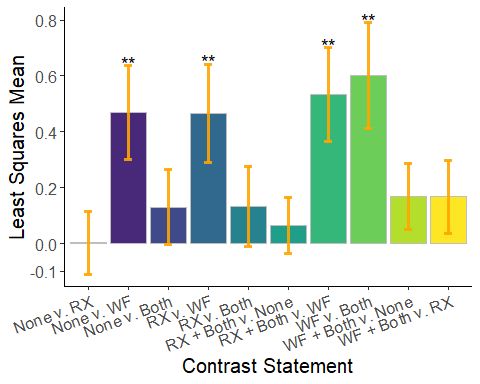 Least Squares Mean
0.8
0.6
0.4
0.2
0.0
-0.1
**
**
**
**
None v. RX
None v. WF
None v. Both
RX v. WF
RX v. Both
RX + Both v. None
RX + Both v. WF
WF v. Both
WF + Both v. None
WF + Both v. RX
Contrast Statement